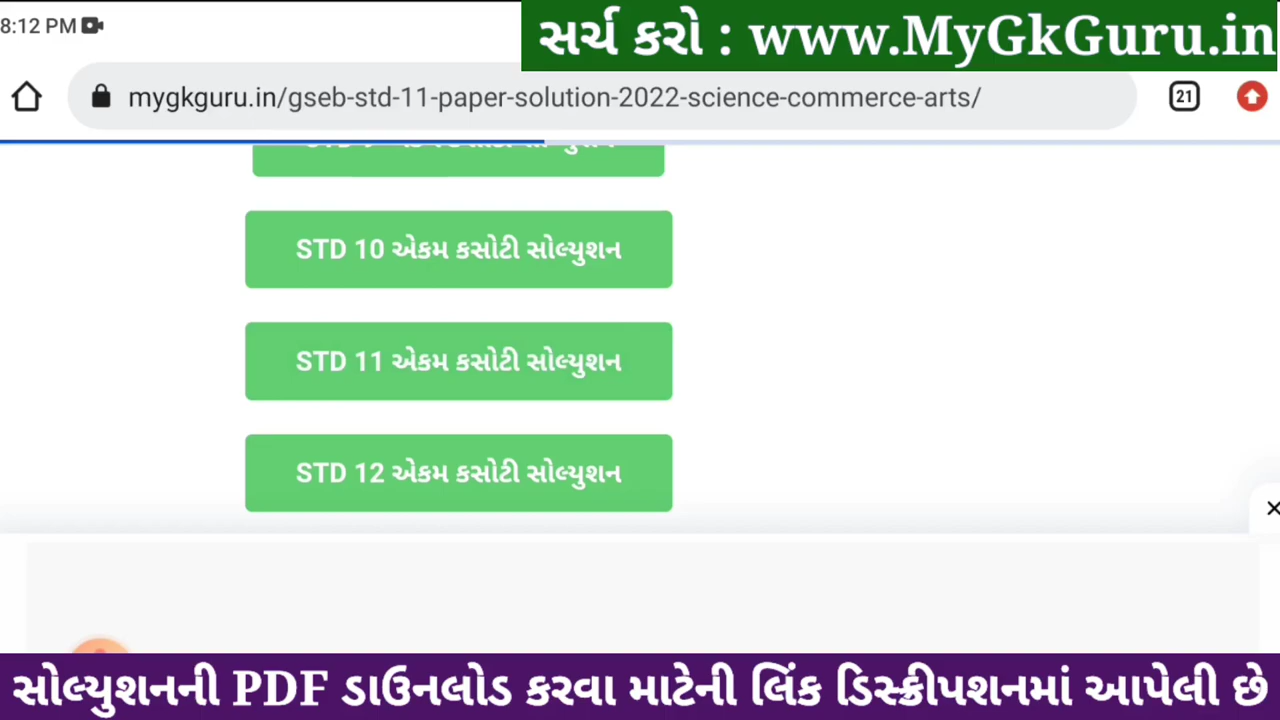 8:12 PM
સર્ચ કરો : www.MyGkGuru.in
mygkguru.in/gseb-std-11-paper-solution-2022-science-commerce-arts/
21
STD 10 એકમ કસોટી સોલ્યુશન
STD 11 એકમ કસોટી સોલ્યુશન
STD 12 એકમ કસોટી સોલ્યુશન
સોલ્યુશનની PDF ડાઉનલોડ કરવા માટેની લિંક ડિસ્ક્રીપશનમાં આપેલી છે